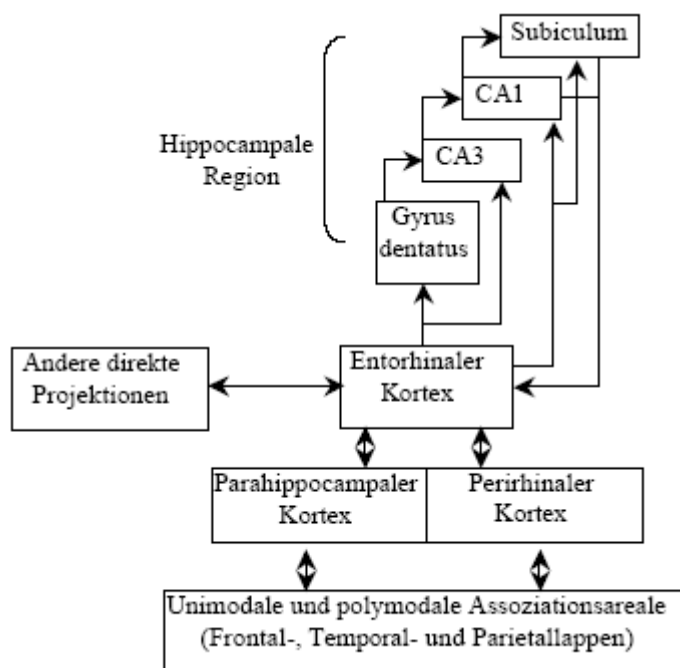 Subiculum
CA1
Hippocampale
Region
CA3
Gyrus
dentatus
Andere direkte
Projektionen
Entorhinaler
Kortex
Parahippocampaler
Kortex
Perirhinaler
Kortex
Unimodale und polymodale Assoziationsareale
(Frontal-, Temporal- und Parietallappen)